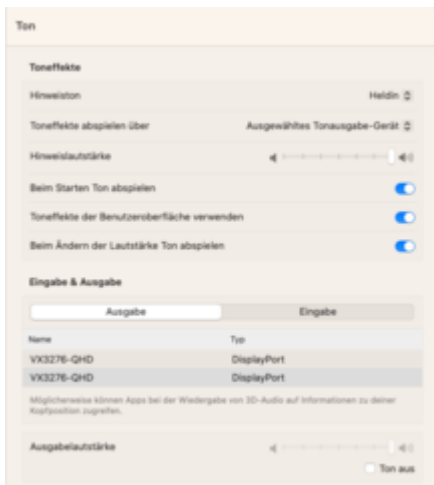 Ton
Toneffekte
Hinweiston Heldin
Toneffekte abspielen über Ausgewähltes Tonausgabe-Gerät
Hinweislautstärke
Beim Starten Ton abspielen
Toneffekte der Benutzeroberfläche verwenden
Beim Ändern der Lautstärke Ton abspielen
Eingabe & Ausgabe
Ausgabe Eingabe
Name Typ
VX3276-QHD DisplayPort
VX3276-QHD DisplayPort
Möglicherweise können Apps bei der Wiedergabe von 3D-Audio auf Informationen zu deiner
Kopfposition zugreifen.
Ausgabelautstärke
Ton aus